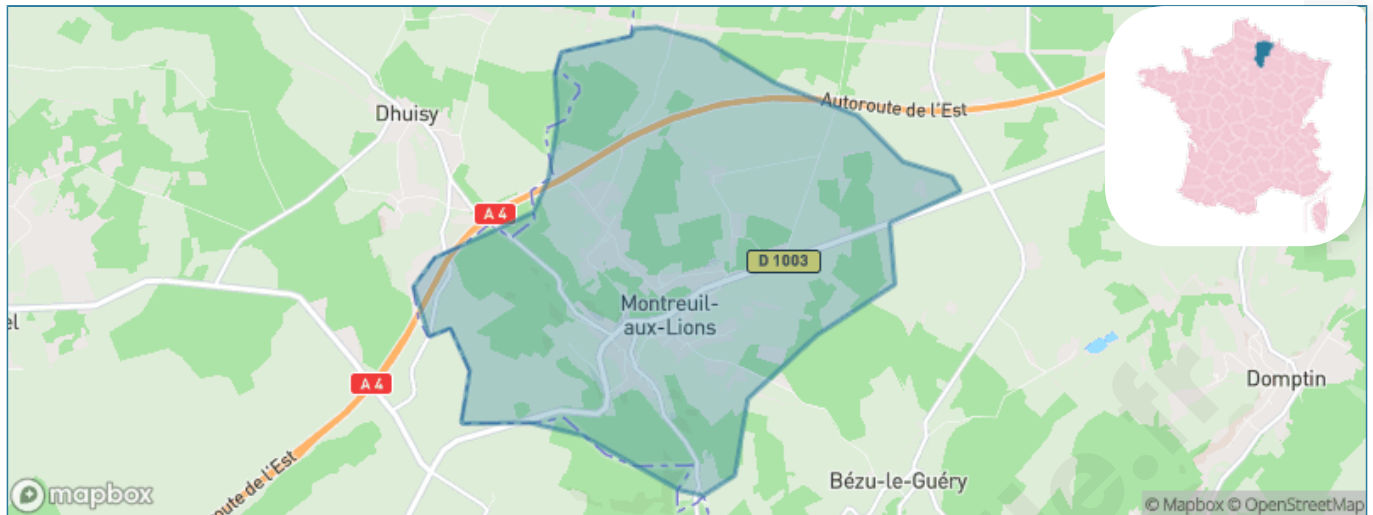 Dhuisy
Autoroute de l'Est
A 4
D 1003
Montreuil-
aux-Lions
el
A 4
Domptin
oute de l'Est
Bézu-le-Guéry
mapbox
© Mapbox © OpenStreetMap